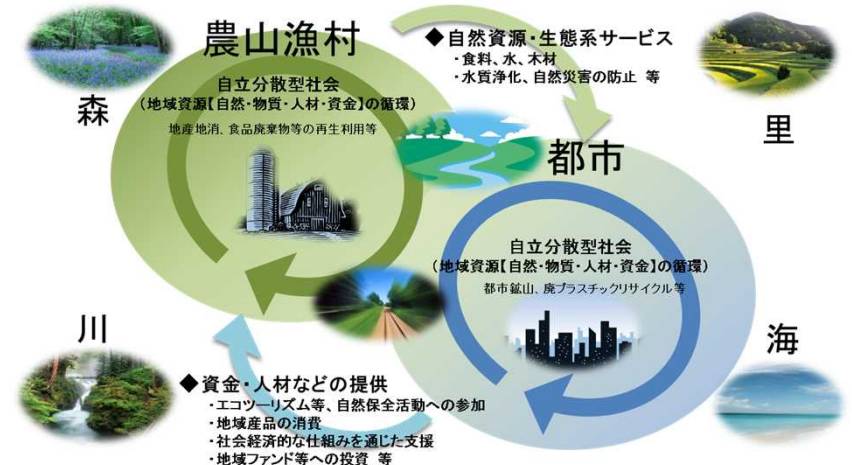 農山漁村
自立分散型社会
(地域資源【自然・物質・人材・資金】の循環)
地産地消、食品廃棄物等の再生利用等
◆自然資源・生態系サービス
・食料、水、木材
・水質浄化、自然災害の防止 等
森
里
都市
自立分散型社会
(地域資源【自然・物質・人材・資金】の循環)
都市鉱山、廃プラスチックリサイクル等
川
海
◆資金・人材などの提供
・エコツーリズム等、自然保全活動への参加
・地域産品の消費
・社会経済的な仕組みを通じた支援
・地域ファンド等への投資 等